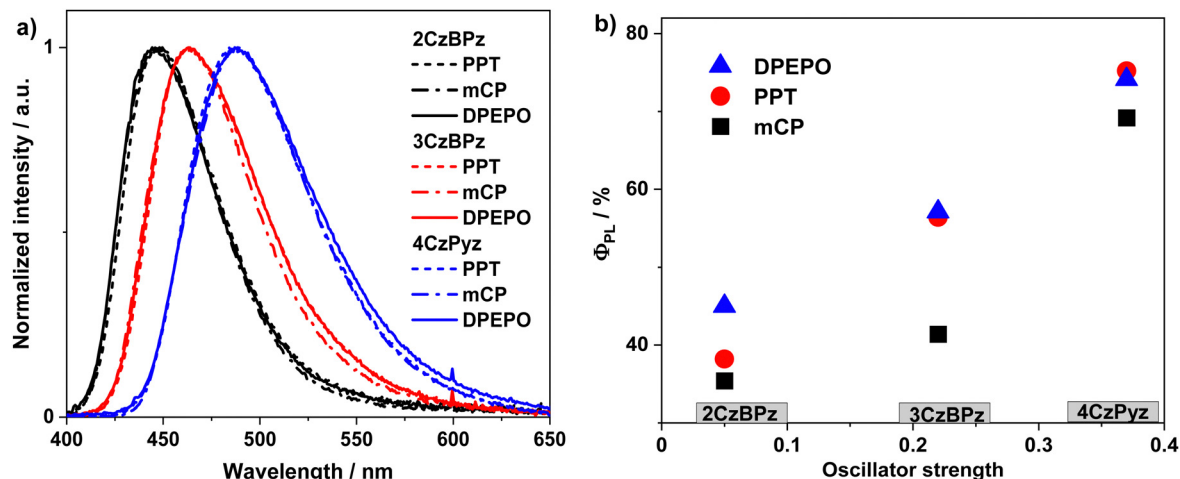 a)
Normalized intensity / a.u.
1
0
2CzBPz
PPT
mCP
DPEPO
3CzBPz
PPT
mCP
DPEPO
4CzPyz
PPT
mCP
DPEPO
400 450 500 550 600 650
Wavelength / nm
b)
ΦPL / %
80
60
40
DPEPO
PPT
mCP
2CzBPz 3CzBPz 4CzPyz
0 0.1 0.2 0.3 0.4
Oscillator strength